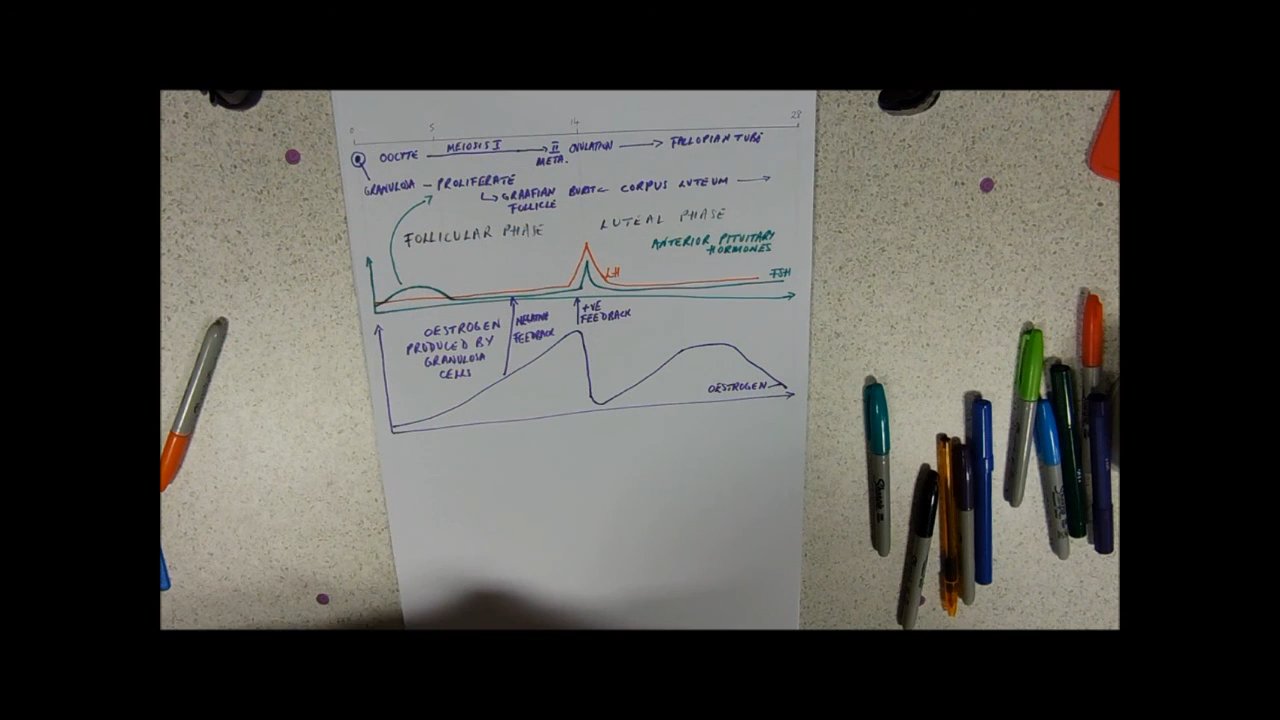 0 5 14 28
OOCYTE MEIOSIS I II OVULATION FALLOPIAN TUBE
META.
GRANULOSA - PROLIFERATE BURST CORPUS LUTEUM
GRAAFIAN
FOLLICLE
FOLLICULAR PHASE LUTEAL PHASE
ANTERIOR PITUITARY
HORMONES
LH FSH
OESTROGEN
PRODUCED BY
GRANULOSA
CELLS
NEGATIVE
FEEDBACK
+VE
FEEDBACK
OESTROGEN
Sharpie